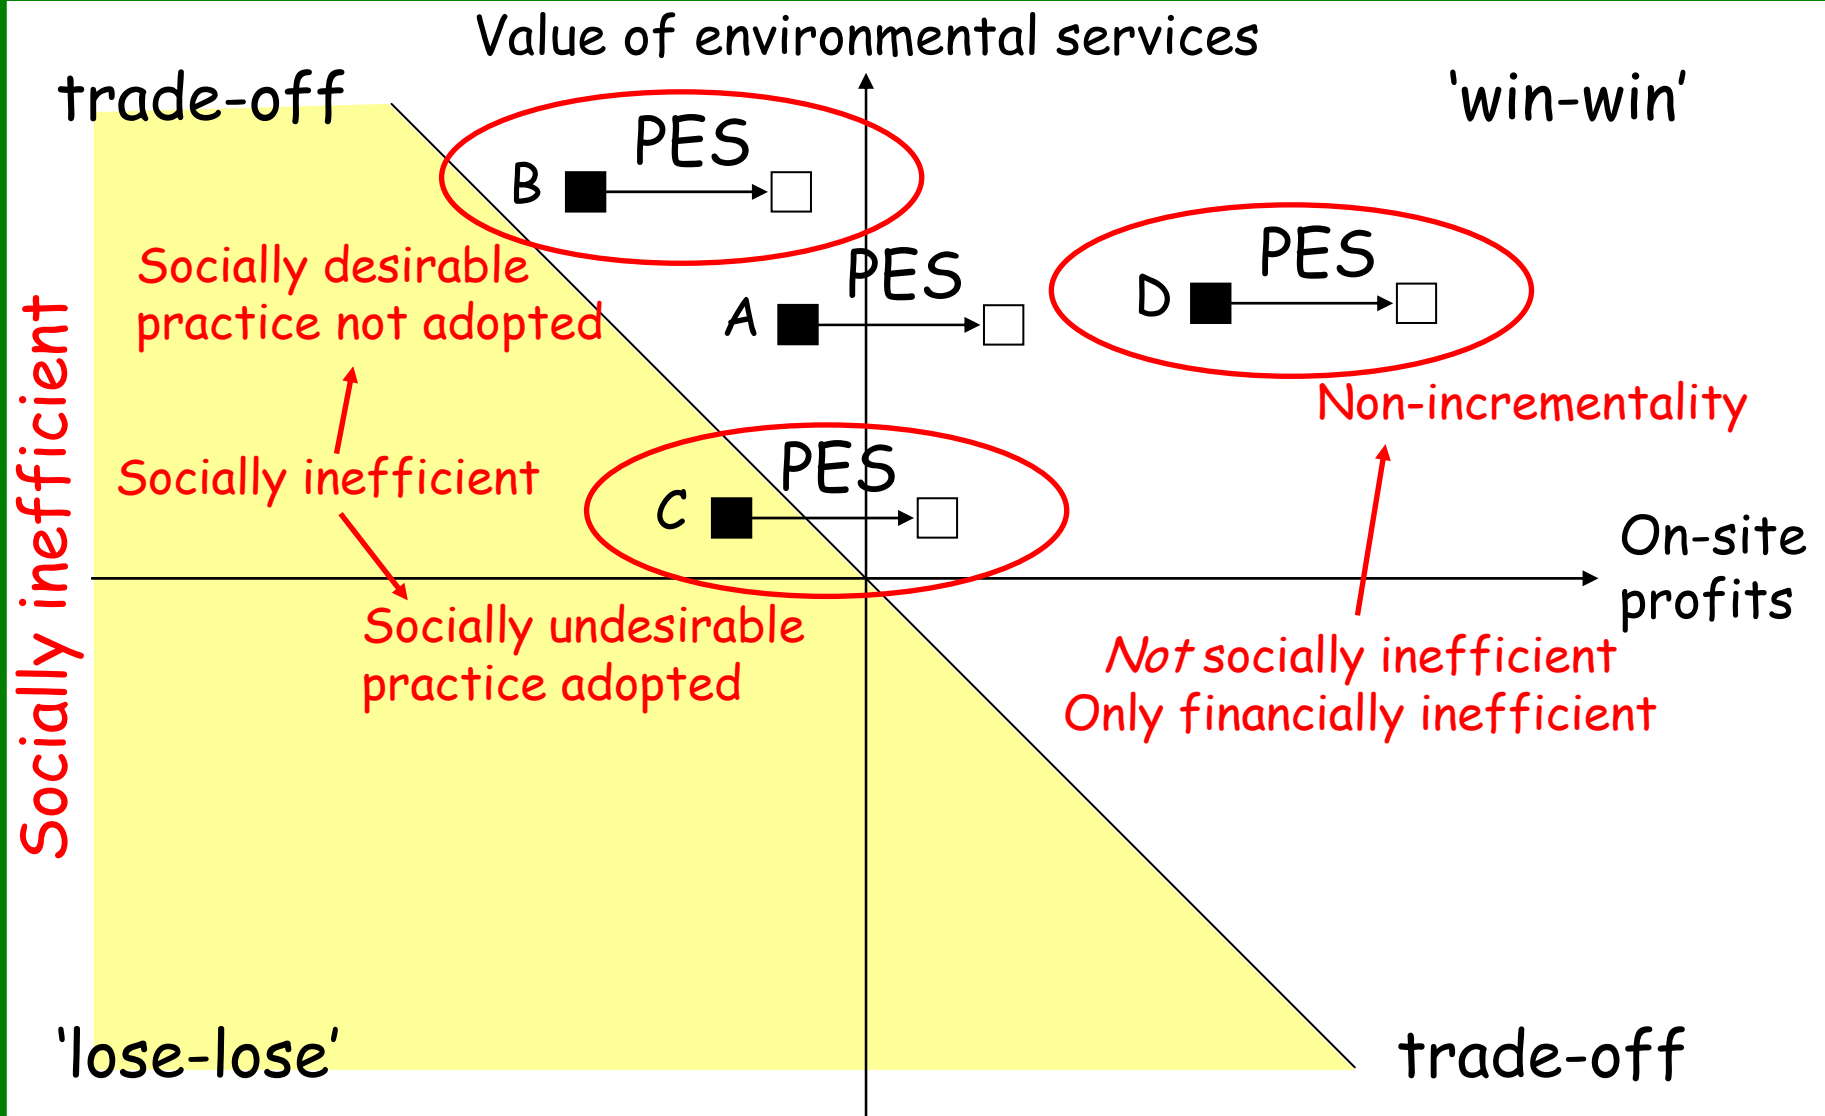 Value of environmental services
trade-off
‘win-win’
PES
B
PES
D
PES
A
Socially desirable
practice not adopted
Non-incrementality
Socially inefficient
Socially inefficient
PES
C
On-site
profits
Socially undesirable
practice adopted
Not socially inefficient
Only financially inefficient
‘lose-lose’
trade-off